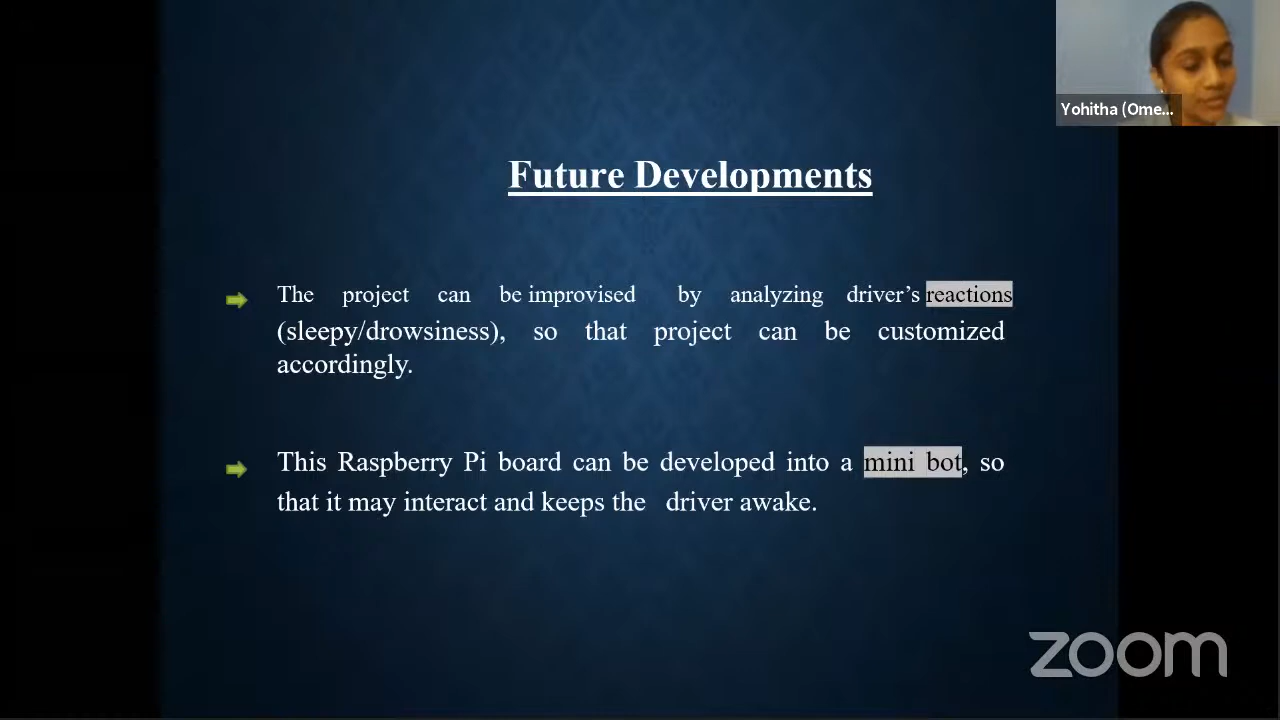 Yohitha (Ome...
Future Developments
The project can be improvised by analyzing driver’s reactions
(sleepy/drowsiness), so that project can be customized
accordingly.
This Raspberry Pi board can be developed into a mini bot, so
that it may interact and keeps the driver awake.
zoom